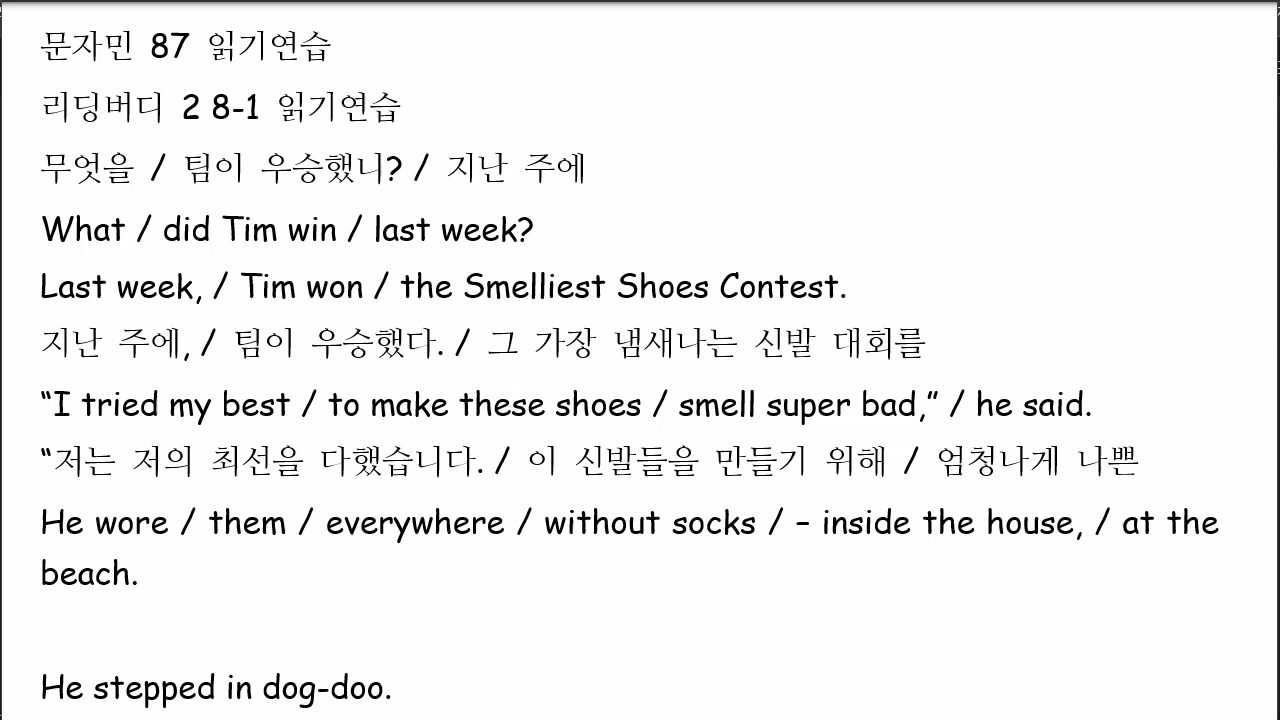 문자민 87 읽기연습
리딩버디 2 8-1 읽기연습
무엇을 / 팀이 우승했니? / 지난 주에
What / did Tim win / last week?
Last week, / Tim won / the Smelliest Shoes Contest.
지난 주에, / 팀이 우승했다. / 그 가장 냄새나는 신발 대회를
“I tried my best / to make these shoes / smell super bad,” / he said.
“저는 저의 최선을 다했습니다. / 이 신발들을 만들기 위해 / 엄청나게 나쁜
He wore / them / everywhere / without socks / – inside the house, / at the
beach.
He stepped in dog-doo.